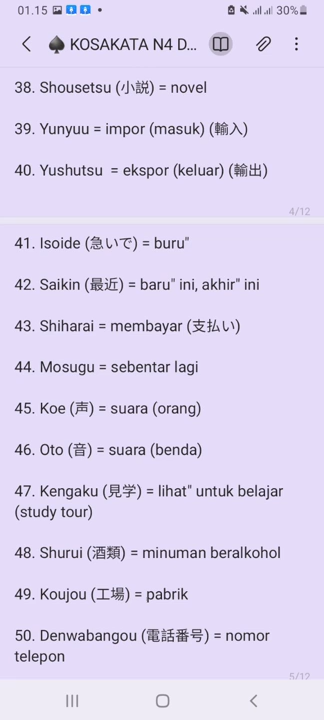 01.15
30%
KOSAKATA N4 D...
38. Shousetsu (小説) = novel
39. Yunyuu = impor (masuk) (輸入)
40. Yushutsu = ekspor (keluar) (輸出)
4/12
41. Isoide (急いで) = buru"
42. Saikin (最近) = baru" ini, akhir" ini
43. Shiharai = membayar (支払い)
44. Mosugu = sebentar lagi
45. Koe (声) = suara (orang)
46. Oto (音) = suara (benda)
47. Kengaku (見学) = lihat" untuk belajar
(study tour)
48. Shurui (酒類) = minuman beralkohol
49. Koujou (工場) = pabrik
50. Denwabangou (電話番号) = nomor
telepon
5/12